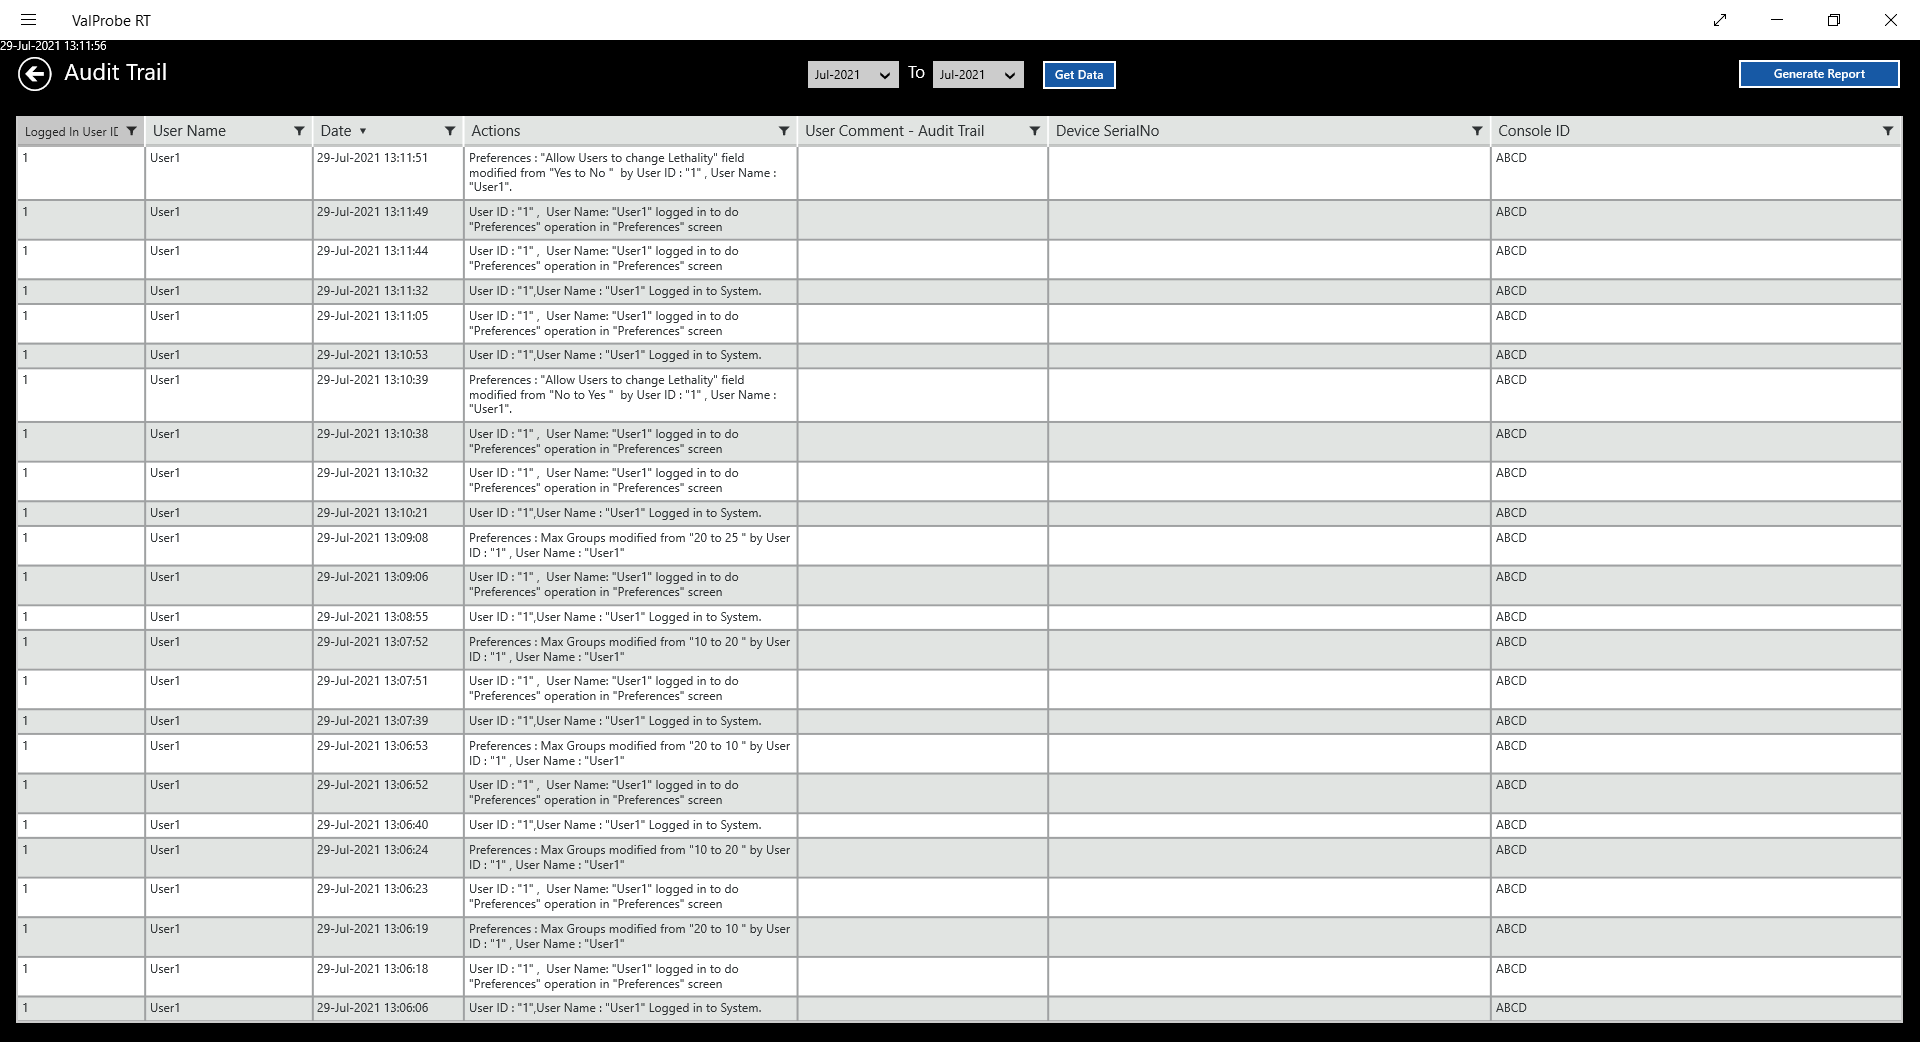 ValProbe RT
29-Jul-2021 13:11:56
Audit Trail
Jul-2021 To Jul-2021 Get Data
Generate Report
Logged In User ID User Name Date Actions User Comment - Audit Trail Device SerialNo Console ID
1 User1 29-Jul-2021 13:11:51 Preferences : "Allow Users to change Lethality" field ABCD
modified from "Yes to No "  by User ID : "1" , User Name :
"User1".
1 User1 29-Jul-2021 13:11:49 User ID : "1" ,  User Name: "User1" logged in to do ABCD
"Preferences" operation in "Preferences" screen
1 User1 29-Jul-2021 13:11:44 User ID : "1" ,  User Name: "User1" logged in to do ABCD
"Preferences" operation in "Preferences" screen
1 User1 29-Jul-2021 13:11:32 User ID : "1",User Name : "User1" Logged in to System. ABCD
1 User1 29-Jul-2021 13:11:05 User ID : "1" ,  User Name: "User1" logged in to do ABCD
"Preferences" operation in "Preferences" screen
1 User1 29-Jul-2021 13:10:53 User ID : "1",User Name : "User1" Logged in to System. ABCD
1 User1 29-Jul-2021 13:10:39 Preferences : "Allow Users to change Lethality" field ABCD
modified from "No to Yes "  by User ID : "1" , User Name :
"User1".
1 User1 29-Jul-2021 13:10:38 User ID : "1" ,  User Name: "User1" logged in to do ABCD
"Preferences" operation in "Preferences" screen
1 User1 29-Jul-2021 13:10:32 User ID : "1" ,  User Name: "User1" logged in to do ABCD
"Preferences" operation in "Preferences" screen
1 User1 29-Jul-2021 13:10:21 User ID : "1",User Name : "User1" Logged in to System. ABCD
1 User1 29-Jul-2021 13:09:08 Preferences : Max Groups modified from "20 to 25 " by User ABCD
ID : "1" , User Name : "User1"
1 User1 29-Jul-2021 13:09:06 User ID : "1" ,  User Name: "User1" logged in to do ABCD
"Preferences" operation in "Preferences" screen
1 User1 29-Jul-2021 13:08:55 User ID : "1",User Name : "User1" Logged in to System. ABCD
1 User1 29-Jul-2021 13:07:52 Preferences : Max Groups modified from "10 to 20 " by User ABCD
ID : "1" , User Name : "User1"
1 User1 29-Jul-2021 13:07:51 User ID : "1" ,  User Name: "User1" logged in to do ABCD
"Preferences" operation in "Preferences" screen
1 User1 29-Jul-2021 13:07:39 User ID : "1",User Name : "User1" Logged in to System. ABCD
1 User1 29-Jul-2021 13:06:53 Preferences : Max Groups modified from "20 to 10 " by User ABCD
ID : "1" , User Name : "User1"
1 User1 29-Jul-2021 13:06:52 User ID : "1" ,  User Name: "User1" logged in to do ABCD
"Preferences" operation in "Preferences" screen
1 User1 29-Jul-2021 13:06:40 User ID : "1",User Name : "User1" Logged in to System. ABCD
1 User1 29-Jul-2021 13:06:24 Preferences : Max Groups modified from "10 to 20 " by User ABCD
ID : "1" , User Name : "User1"
1 User1 29-Jul-2021 13:06:23 User ID : "1" ,  User Name: "User1" logged in to do ABCD
"Preferences" operation in "Preferences" screen
1 User1 29-Jul-2021 13:06:19 Preferences : Max Groups modified from "20 to 10 " by User ABCD
ID : "1" , User Name : "User1"
1 User1 29-Jul-2021 13:06:18 User ID : "1" ,  User Name: "User1" logged in to do ABCD
"Preferences" operation in "Preferences" screen
1 User1 29-Jul-2021 13:06:06 User ID : "1",User Name : "User1" Logged in to System. ABCD